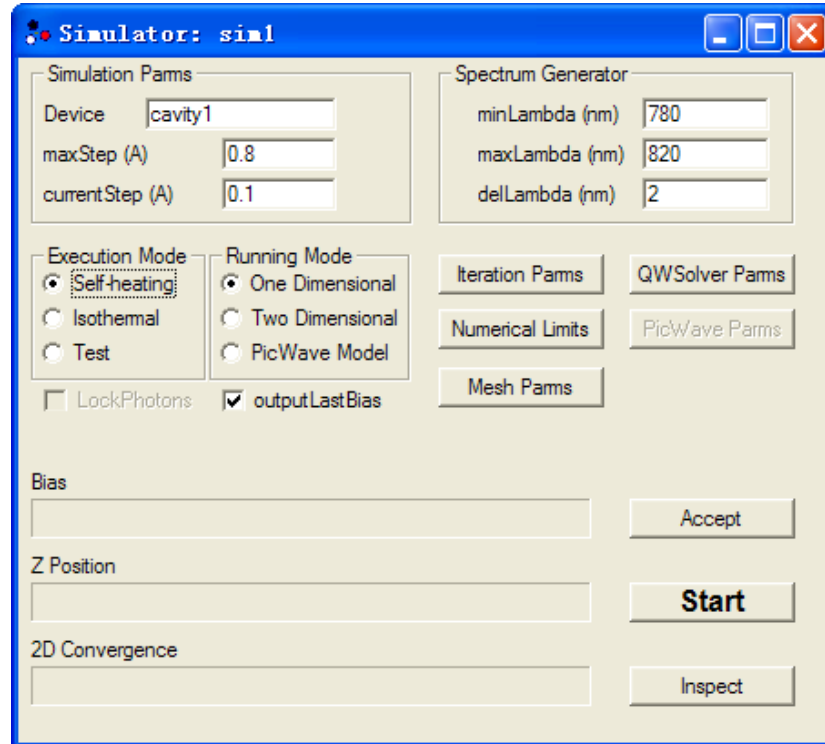 Simulator: sim1
Simulation Parms
Device cavity1
maxStep (A) 0.8
currentStep (A) 0.1
Spectrum Generator
minLambda (nm) 780
maxLambda (nm) 820
delLambda (nm) 2
Execution Mode
Self-heating
Isothermal
Test
Running Mode
One Dimensional
Two Dimensional
PicWave Model
Iteration Parms
QWSolver Parms
Numerical Limits
PicWave Parms
Mesh Parms
LockPhotons
outputLastBias
Bias
Accept
Z Position
Start
2D Convergence
Inspect